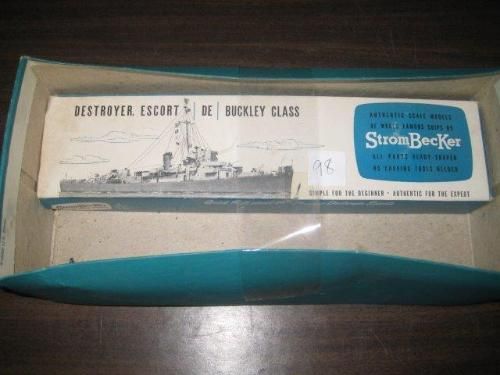 DESTROYER ESCORT | DE | BUCKLEY CLASS
AUTHENTIC SCALE MODELS
OF WORLD FAMOUS SHIPS BY
StromBecKer
ALL PARTS READY-SHAPED
NO CARVING TOOLS NEEDED
98
SIMPLE FOR THE BEGINNER · AUTHENTIC FOR THE EXPERT